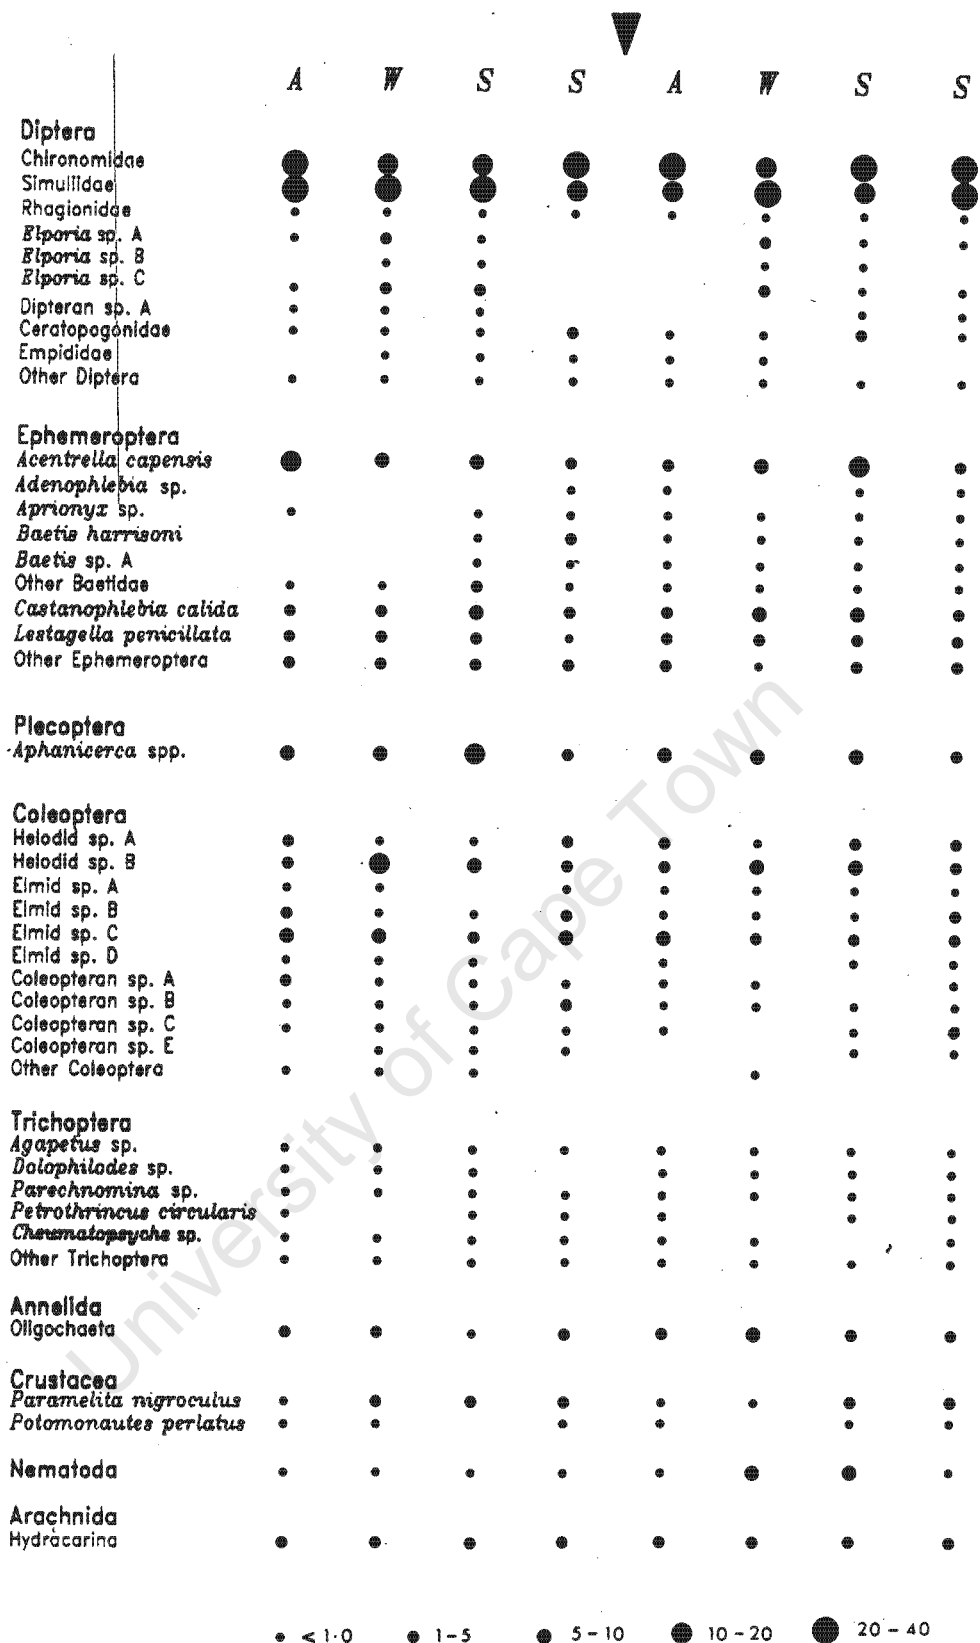 A W S S A W S S
Diptera
Chironomidae
Simuliidae
Rhagionidae
Elporia sp. A
Elporia sp. B
Elporia sp. C
Dipteran sp. A
Ceratopogonidae
Empididae
Other Diptera
Ephemeroptera
Acentrella capensis
Adenophlebia sp.
Aprionyx sp.
Baetis harrisoni
Baetis sp. A
Other Baetidae
Castanophlebia calida
Lestagella penicillata
Other Ephemeroptera
Plecoptera
Aphanicerca spp.
Coleoptera
Helodid sp. A
Helodid sp. B
Elmid sp. A
Elmid sp. B
Elmid sp. C
Elmid sp. D
Coleopteran sp. A
Coleopteran sp. B
Coleopteran sp. C
Coleopteran sp. E
Other Coleoptera
Trichoptera
Agapetus sp.
Dolophilodes sp.
Parechnomina sp.
Petrothrincus circularis
Cheumatopsyche sp.
Other Trichoptera
Annelida
Oligochaeta
Crustacea
Paramelita nigroculus
Potomonautes perlatus
Nematoda
Arachnida
Hydracarina
< 1·0 1-5 5-10 10-20 20-40
University of Cape Town